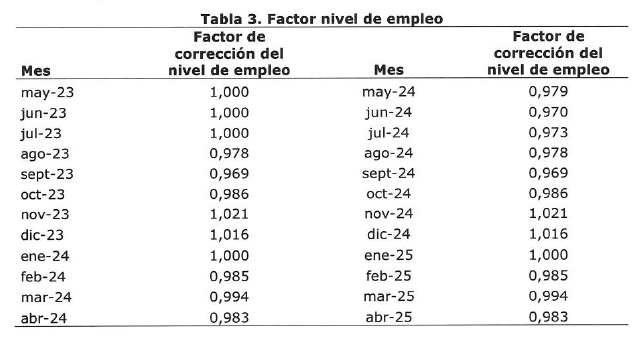 Tabla 3. Factor nivel de empleo
Mes Factor de corrección del nivel de empleo Mes Factor de corrección del nivel de empleo
may-23 1,000 may-24 0,979
jun-23 1,000 jun-24 0,970
jul-23 1,000 jul-24 0,973
ago-23 0,978 ago-24 0,978
sept-23 0,969 sept-24 0,969
oct-23 0,986 oct-24 0,986
nov-23 1,021 nov-24 1,021
dic-23 1,016 dic-24 1,016
ene-24 1,000 ene-25 1,000
feb-24 0,985 feb-25 0,985
mar-24 0,994 mar-25 0,994
abr-24 0,983 abr-25 0,983